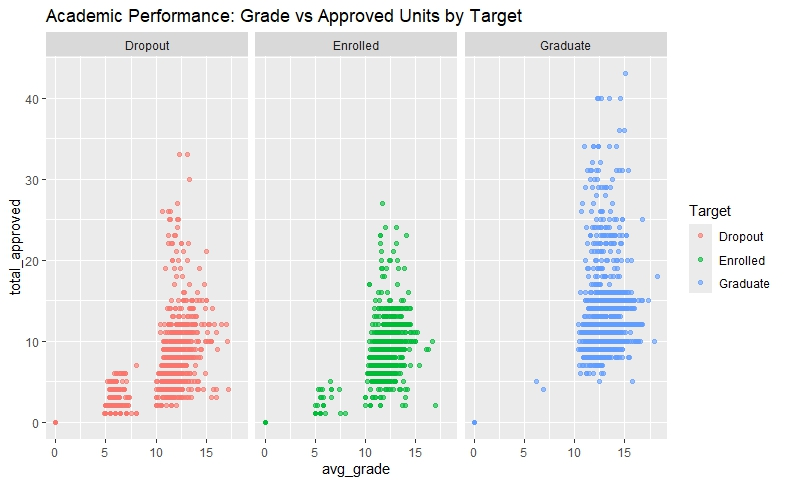 Academic Performance: Grade vs Approved Units by Target
Dropout
Enrolled
Graduate
total_approved
40
30
20
10
0
0 5 10 15
0 5 10 15
0 5 10 15
avg_grade
Target
Dropout
Enrolled
Graduate